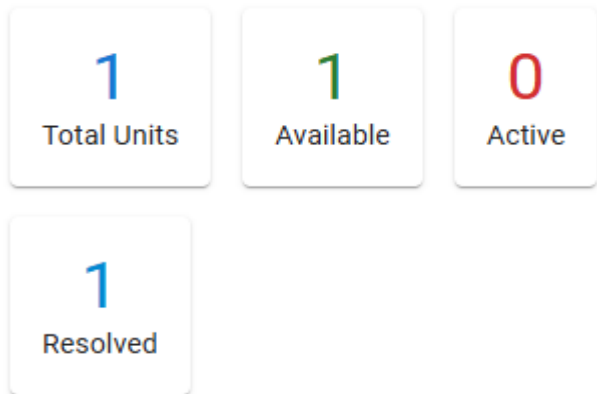 1
Total Units
1
Available
0
Active
1
Resolved